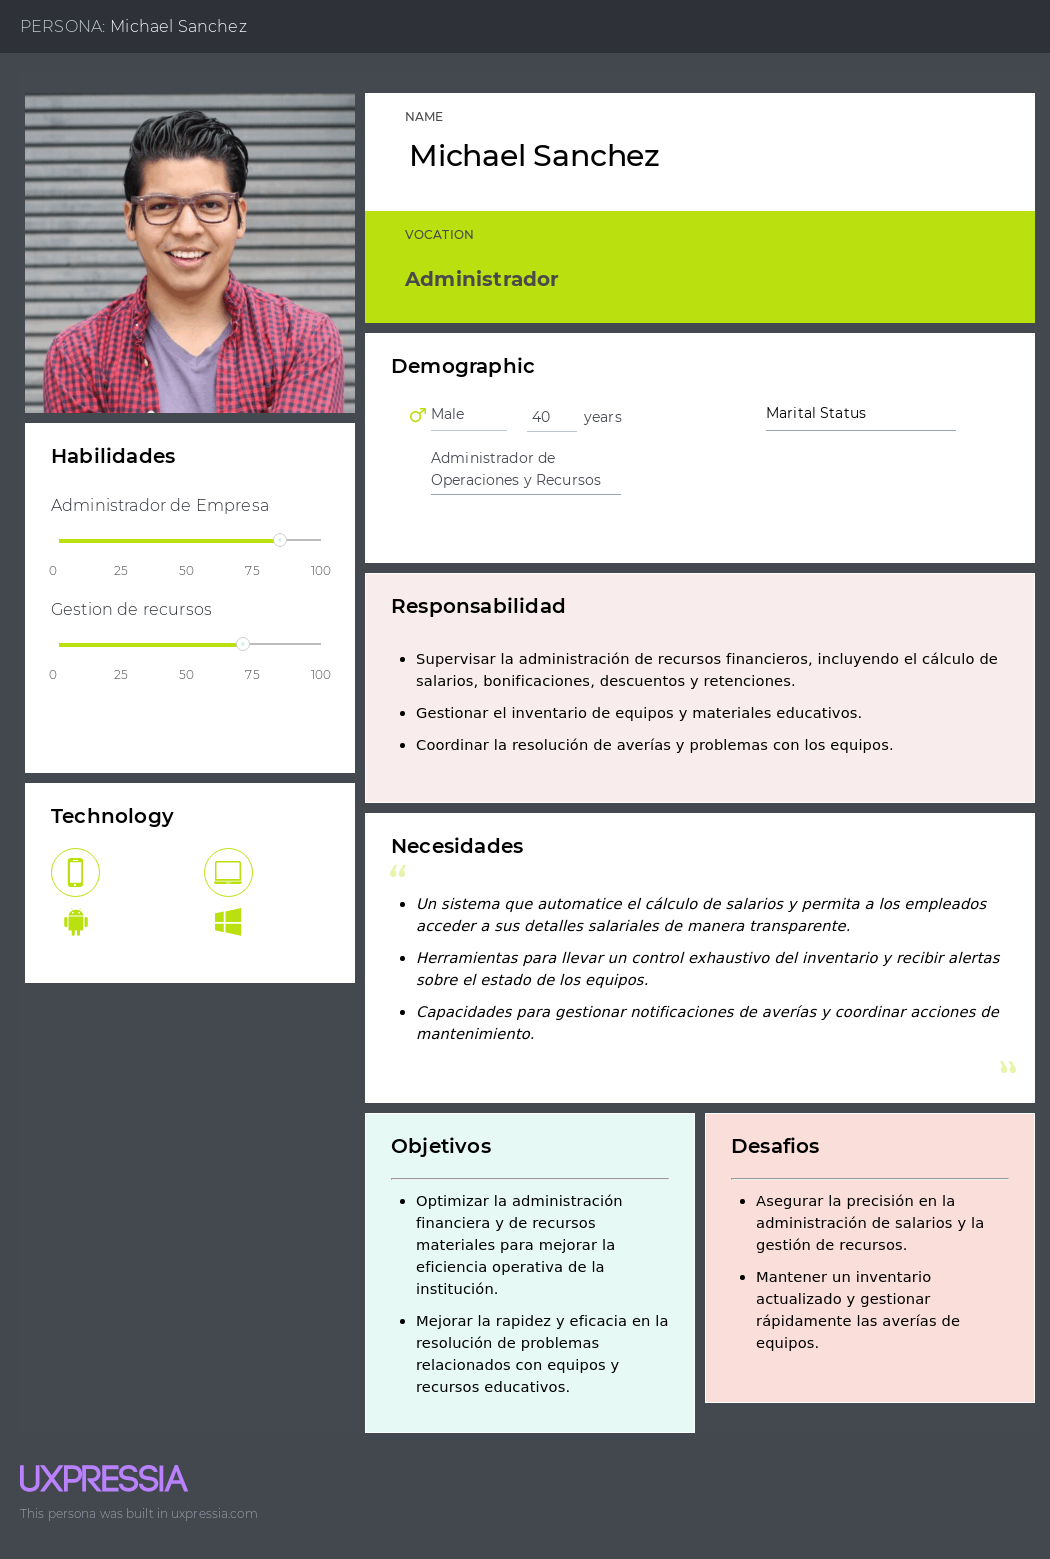 PERSONA: Michael Sanchez
NAME
Michael Sanchez
VOCATION
Administrador
Demographic
Male
40 years
Marital Status
Administrador de
Operaciones y Recursos
Habilidades
Administrador de Empresa
0 25 50 75 100
Gestion de recursos
0 25 50 75 100
Technology
Responsabilidad
Supervisar la administración de recursos financieros, incluyendo el cálculo de
salarios, bonificaciones, descuentos y retenciones.
Gestionar el inventario de equipos y materiales educativos.
Coordinar la resolución de averías y problemas con los equipos.
Necesidades
“
Un sistema que automatice el cálculo de salarios y permita a los empleados
acceder a sus detalles salariales de manera transparente.
Herramientas para llevar un control exhaustivo del inventario y recibir alertas
sobre el estado de los equipos.
Capacidades para gestionar notificaciones de averías y coordinar acciones de
mantenimiento.
”
Objetivos
Optimizar la administración
financiera y de recursos
materiales para mejorar la
eficiencia operativa de la
institución.
Mejorar la rapidez y eficacia en la
resolución de problemas
relacionados con equipos y
recursos educativos.
Desafios
Asegurar la precisión en la
administración de salarios y la
gestión de recursos.
Mantener un inventario
actualizado y gestionar
rápidamente las averías de
equipos.
UXPRESSIA
This persona was built in uxpressia.com